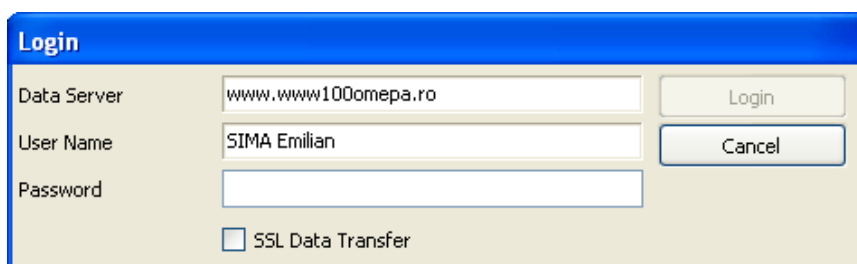 Login
Data Server www.www100omepa.ro Login
User Name SIMA Emilian Cancel
Password
SSL Data Transfer